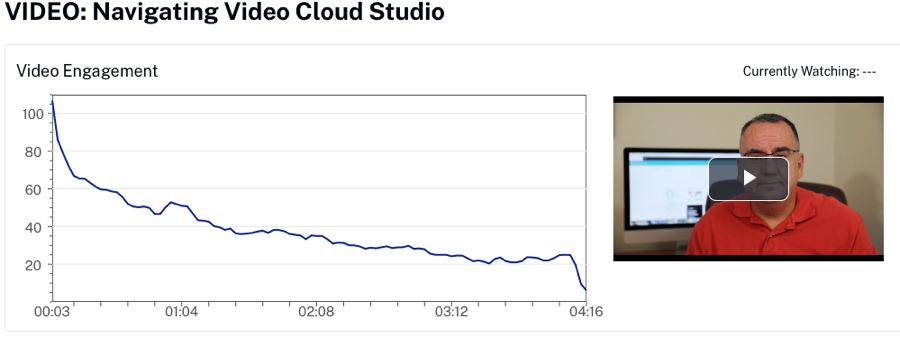 VIDEO: Navigating Video Cloud Studio
Video Engagement
Currently Watching: ---
100
80
60
40
20
00:03 01:04 02:08 03:12 04:16